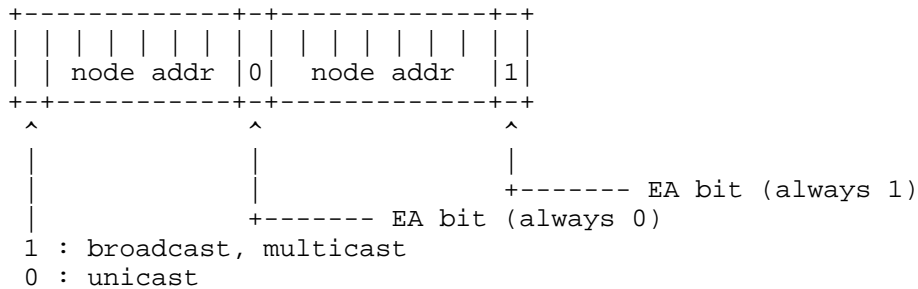 +-------------+-+-------------+-+
| | | | | | | | | | | | | | | | |
| | node addr |0| node addr |1|
+-+-----------+-+-------------+-+
^ ^ ^
| | |
| | +------- EA bit (always 1)
| +------- EA bit (always 0)
1 : broadcast, multicast
0 : unicast